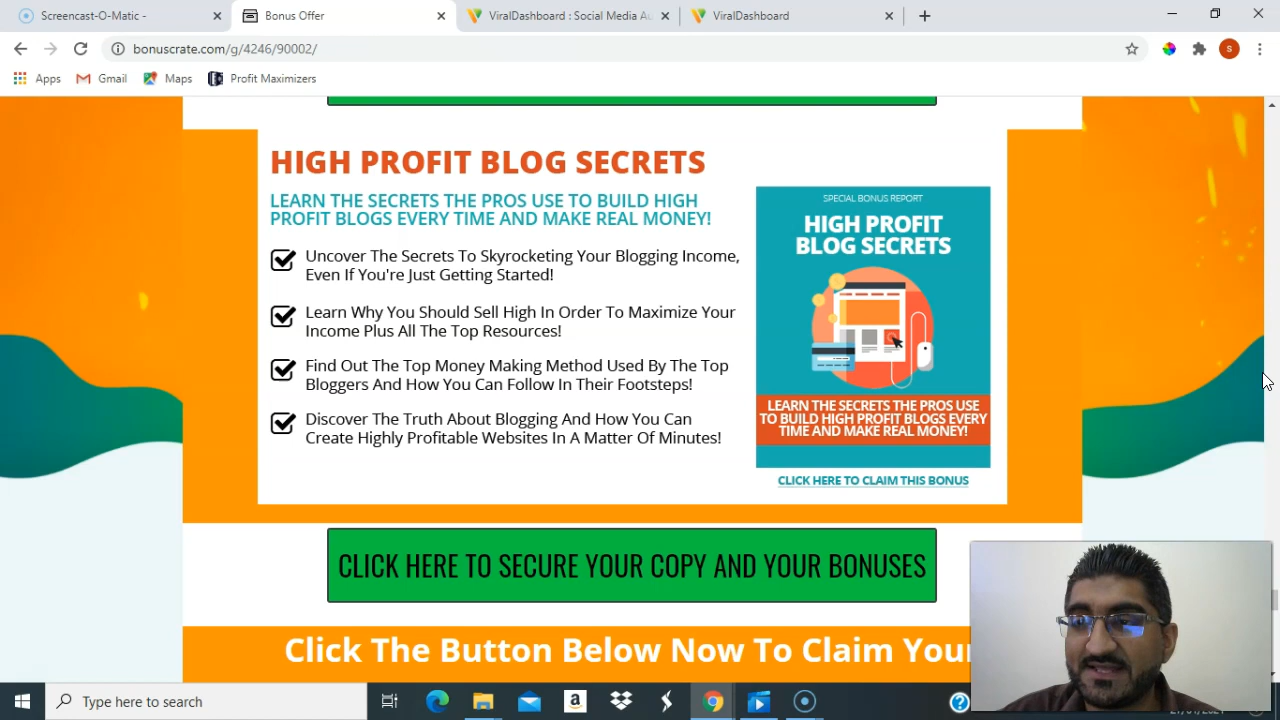 Screencast-O-Matic -
Bonus Offer
ViralDashboard : Social Media Au
ViralDashboard
bonuscrate.com/g/4246/90002/
S
Apps
Gmail
Maps
Profit Maximizers
HIGH PROFIT BLOG SECRETS
LEARN THE SECRETS THE PROS USE TO BUILD HIGH
PROFIT BLOGS EVERY TIME AND MAKE REAL MONEY!
Uncover The Secrets To Skyrocketing Your Blogging Income,
Even If You're Just Getting Started!
Learn Why You Should Sell High In Order To Maximize Your
Income Plus All The Top Resources!
Find Out The Top Money Making Method Used By The Top
Bloggers And How You Can Follow In Their Footsteps!
Discover The Truth About Blogging And How You Can
Create Highly Profitable Websites In A Matter Of Minutes!
SPECIAL BONUS REPORT
HIGH PROFIT
BLOG SECRETS
LEARN THE SECRETS THE PROS USE
TO BUILD HIGH PROFIT BLOGS EVERY
TIME AND MAKE REAL MONEY!
CLICK HERE TO CLAIM THIS BONUS
CLICK HERE TO SECURE YOUR COPY AND YOUR BONUSES
Click The Button Below Now To Claim Your
Type here to search